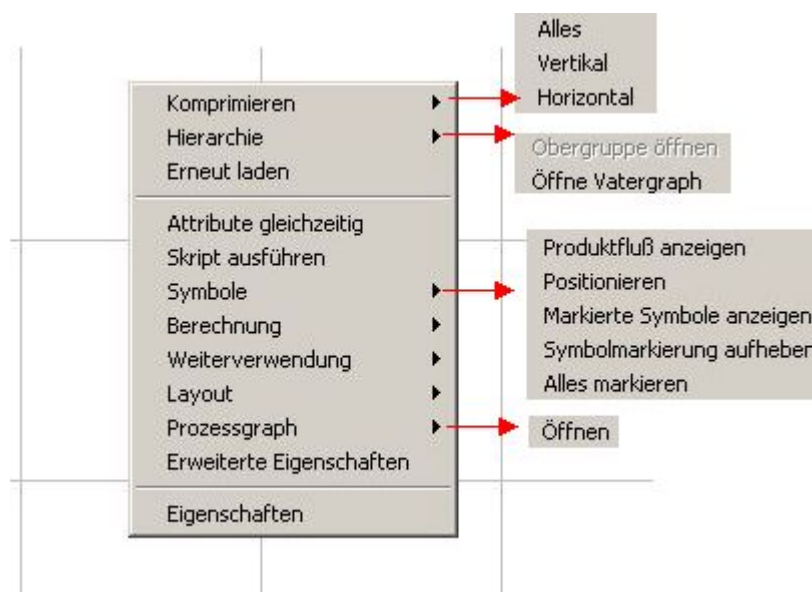 Komprimieren
Hierarchie
Erneut laden
Attribute gleichzeitig
Skript ausführen
Symbole
Berechnung
Weiterverwendung
Layout
Prozessgraph
Erweiterte Eigenschaften
Eigenschaften
Alles
Vertikal
Horizontal
Obergruppe öffnen
Öffne Vatergraph
Produktfluß anzeigen
Positionieren
Markierte Symbole anzeigen
Symbolmarkierung aufheben
Alles markieren
Öffnen